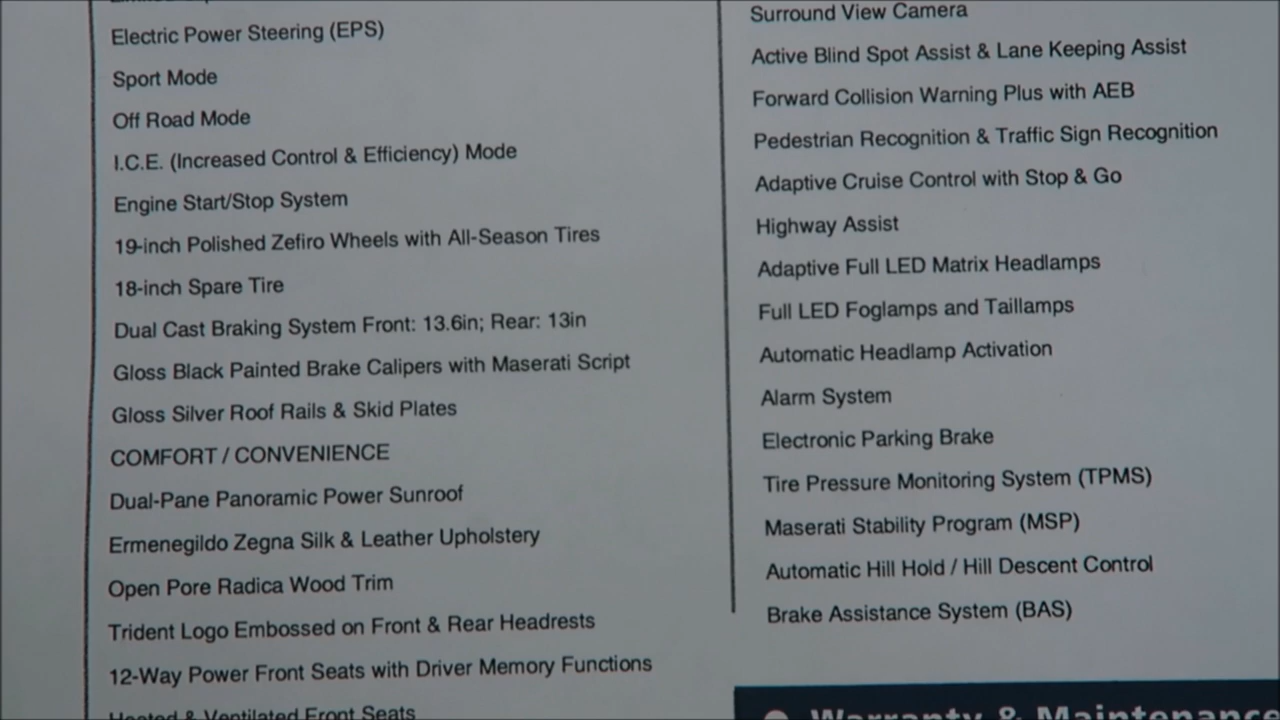 Electric Power Steering (EPS)
Sport Mode
Off Road Mode
I.C.E. (Increased Control & Efficiency) Mode
Engine Start/Stop System
19-inch Polished Zefiro Wheels with All-Season Tires
18-inch Spare Tire
Dual Cast Braking System Front: 13.6in; Rear: 13in
Gloss Black Painted Brake Calipers with Maserati Script
Gloss Silver Roof Rails & Skid Plates
COMFORT / CONVENIENCE
Dual-Pane Panoramic Power Sunroof
Ermenegildo Zegna Silk & Leather Upholstery
Open Pore Radica Wood Trim
Trident Logo Embossed on Front & Rear Headrests
12-Way Power Front Seats with Driver Memory Functions
Heated & Ventilated Front Seats
Surround View Camera
Active Blind Spot Assist & Lane Keeping Assist
Forward Collision Warning Plus with AEB
Pedestrian Recognition & Traffic Sign Recognition
Adaptive Cruise Control with Stop & Go
Highway Assist
Adaptive Full LED Matrix Headlamps
Full LED Foglamps and Taillamps
Automatic Headlamp Activation
Alarm System
Electronic Parking Brake
Tire Pressure Monitoring System (TPMS)
Maserati Stability Program (MSP)
Automatic Hill Hold / Hill Descent Control
Brake Assistance System (BAS)
Warranty & Maintenance